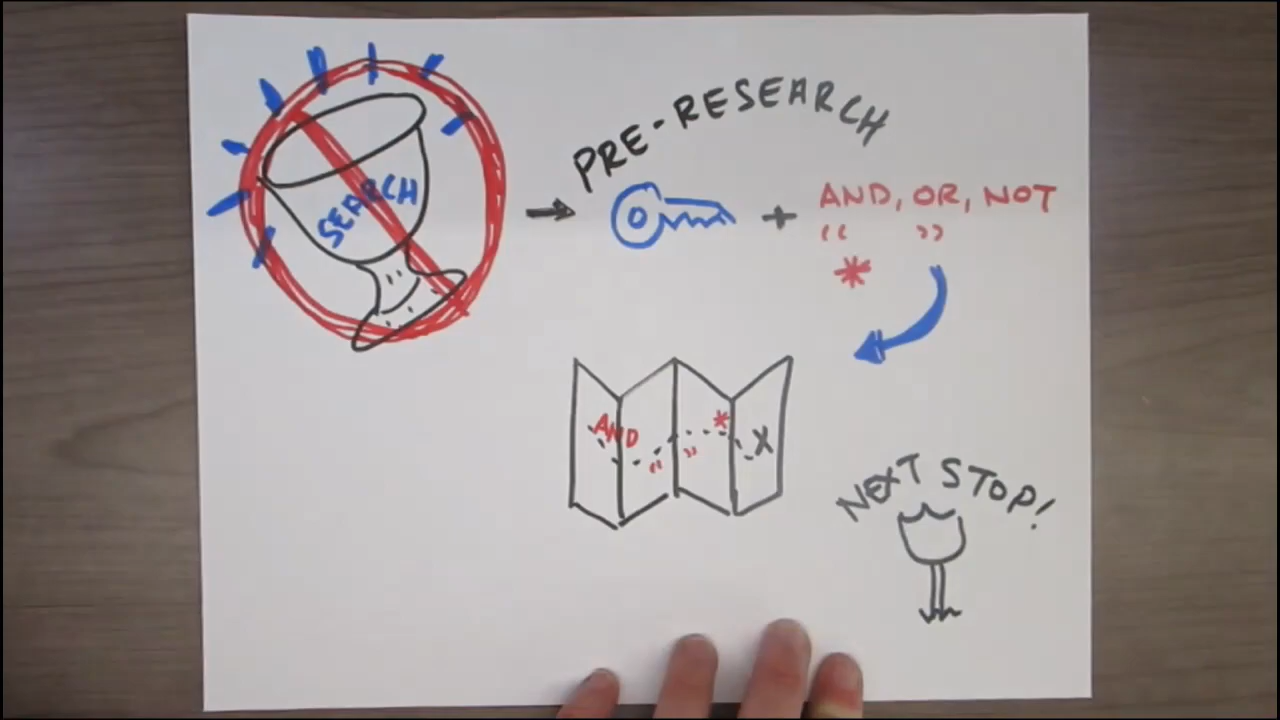 SEARCH
PRE-RESEARCH
+
AND, OR, NOT
“ ”
*
AND “ ” * X
NEXT STOP!